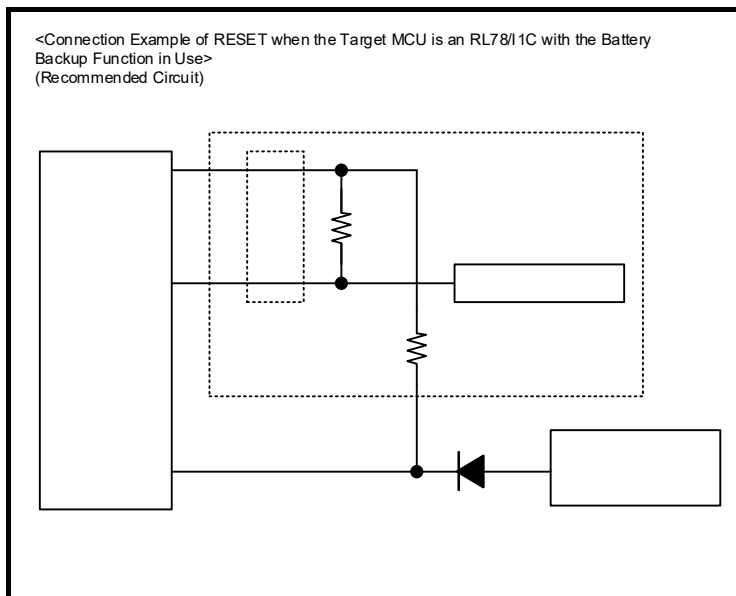 <Connection Example of RESET when the Target MCU is an RL78/I1C with the Battery
Backup Function in Use>
(Recommended Circuit)